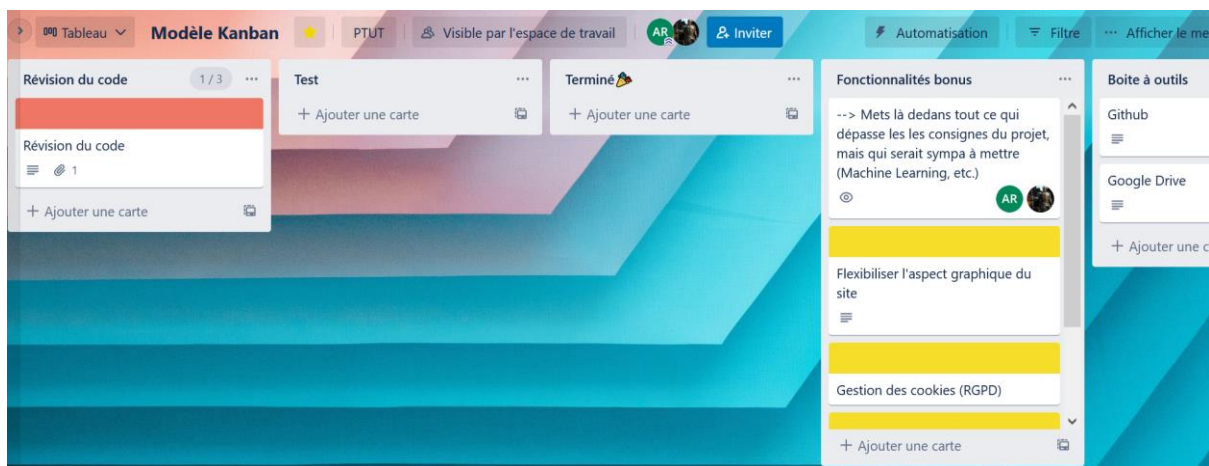 Tableau
Modèle Kanban
PTUT
Visible par l'espace de travail
AR
Inviter
Automatisation
Filtre
Afficher le me
Révision du code
1 / 3
Révision du code
1
+ Ajouter une carte
Test
+ Ajouter une carte
Terminé
+ Ajouter une carte
Fonctionnalités bonus
--> Mets là dedans tout ce qui
dépasse les les consignes du projet,
mais qui serait sympa à mettre
(Machine Learning, etc.)
AR
Flexibiliser l'aspect graphique du
site
Gestion des cookies (RGPD)
+ Ajouter une carte
Boite à outils
Github
Google Drive
+ Ajouter une c